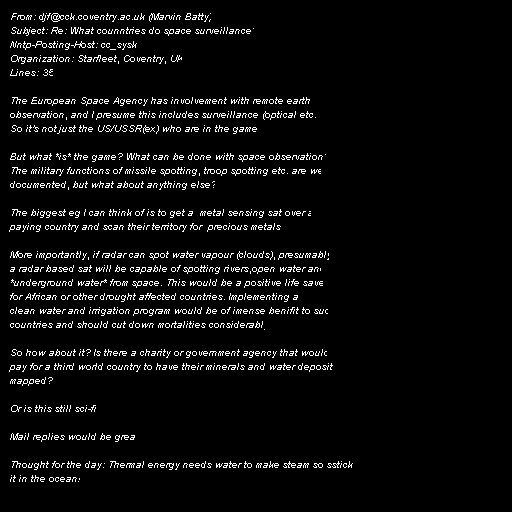 From: djf@cck.coventry.ac.uk (Marvin Batty)
Subject: Re: What counntries do space surveillance?
Nntp-Posting-Host: cc_sysk
Organization: Starfleet, Coventry, UK
Lines: 38

The European Space Agency has involvement with remote earth
observation, and I presume this includes surveillance (optical etc.
So it's not just the US/USSR(ex) who are in the game

But what *is* the game? What can be done with space observation?
The military functions of missile spotting, troop spotting etc. are we
documented, but what about anything else?

The biggest eg I can think of is to get a metal sensing sat over a
paying country and scan their territory for precious metals

More importantly, if radar can spot water vapour (clouds), presumably
a radar based sat will be capable of spotting rivers,open water and
*underground water* from space. This would be a positive life save
for African or other drought affected countries. Implementing a
clean water and irrigation program would be of imense benifit to suc
countries and should cut down mortalities considerably

So how about it? Is there a charity or government agency that would
pay for a third world country to have their minerals and water deposit
mapped?

Or is this still sci-fi

Mail replies would be grea

Thought for the day: Thermal energy needs water to make steam so sstick
it in the ocean!